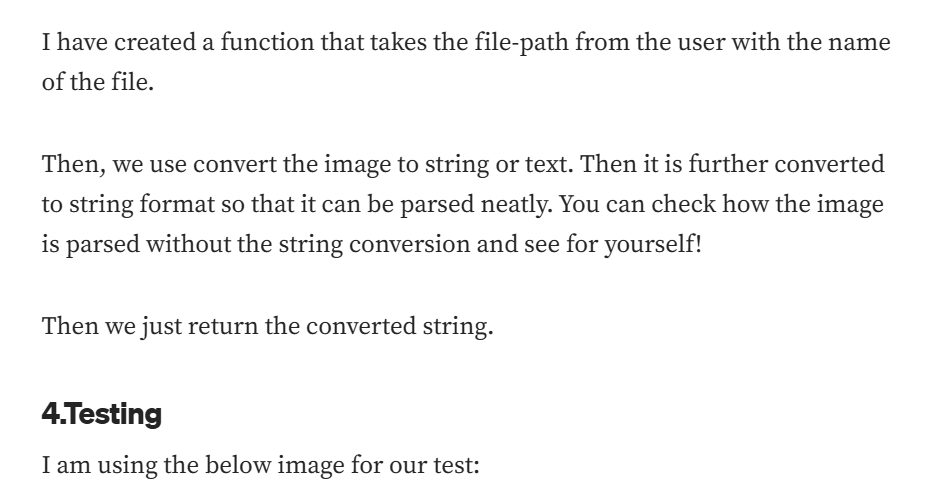 I have created a function that takes the file-path from the user with the name
of the file.
Then, we use convert the image to string or text. Then it is further converted
to string format so that it can be parsed neatly. You can check how the image
is parsed without the string conversion and see for yourself!
Then we just return the converted string.
4.Testing
I am using the below image for our test: